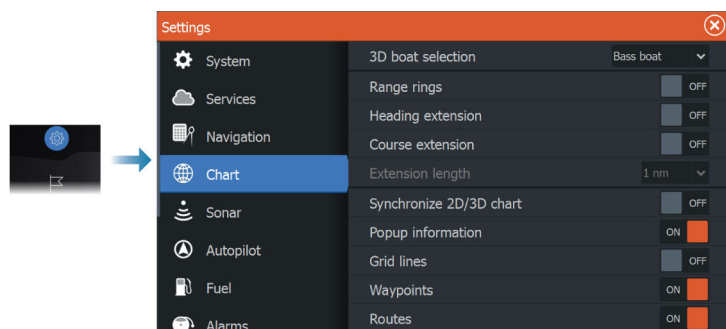 Settings
System
Services
Navigation
Chart
Sonar
Autopilot
Fuel
Alarms
3D boat selection Bass boat
Range rings OFF
Heading extension OFF
Course extension OFF
Extension length 1 nm
Synchronize 2D/3D chart OFF
Popup information ON
Grid lines OFF
Waypoints ON
Routes ON